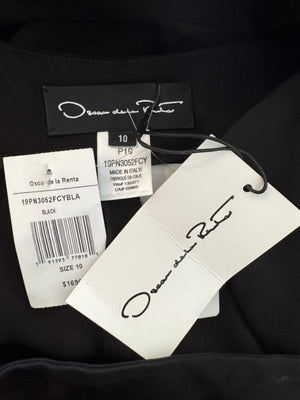 Oscar de la Renta
10
P19
19PN3052FCY
MADE IN ITALY
FABRIQUÉ EN ITALIE
Oscar de la Renta
19PN3052FCYBLA
BLACK
SIZE 10
Oscar de la Renta